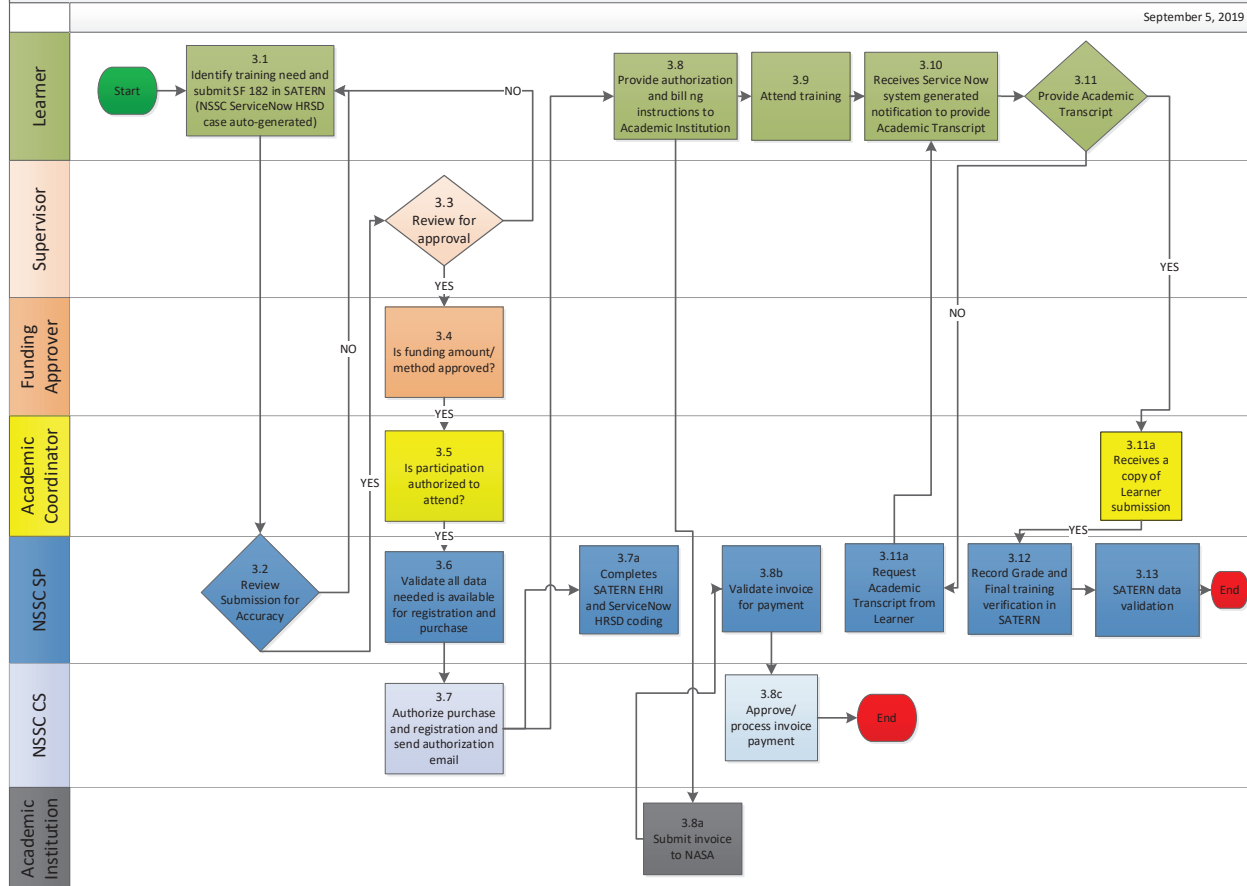 September 5, 2019
Learner
Start
3.1
Identify training need and
submit SF 182 in SATERN
(NSSC ServiceNow HRSD
case auto-generated)
NO
3.8
Provide authorization
and billing
instructions to
Academic Institution
3.9
Attend training
3.10
Receives Service Now
system generated
notification to provide
Academic Transcript
3.11
Provide Academic
Transcript
Supervisor
3.3
Review for
approval
YES
YES
Funding
Approver
NO
3.4
Is funding amount/
method approved?
NO
YES
Academic
Coordinator
YES
3.5
Is participation
authorized to
attend?
YES
3.11a
Receives a
copy of
Learner
submission
YES
NSSC SP
3.2
Review
Submission for
Accuracy
3.6
Validate all data
needed is available
for registration and
purchase
3.7a
Completes
SATERN EHRI
and ServiceNow
HRSD coding
3.8b
Validate invoice
for payment
3.11a
Request
Academic
Transcript from
Learner
3.12
Record Grade and
Final training
verification in
SATERN
3.13
SATERN data
validation
End
NSSC CS
3.7
Authorize purchase
and registration and
send authorization
email
3.8c
Approve/
process invoice
payment
End
Academic
Institution
3.8a
Submit invoice
to NASA